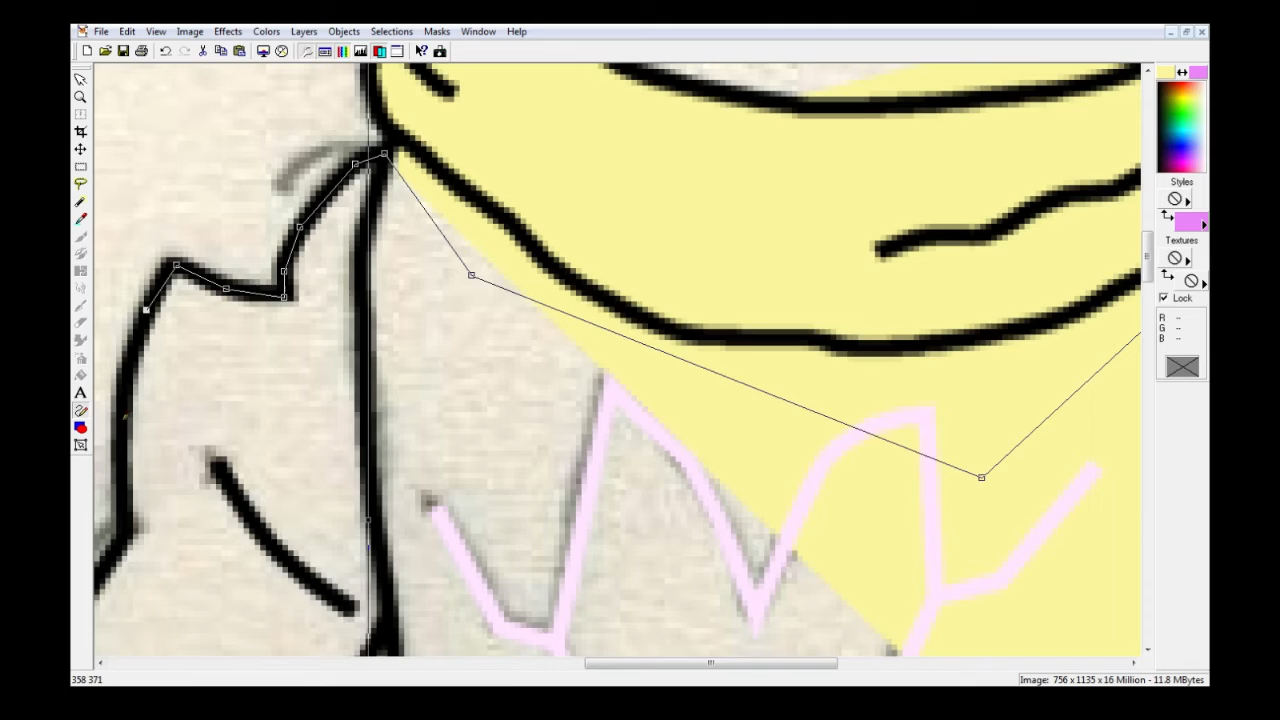 File Edit View Image Effects Colors Layers Objects Selections Masks Window Help
A
Styles
Textures
Lock
R --
G --
B --
358 371
Image: 756 x 1135 x 16 Million - 11.8 MBytes